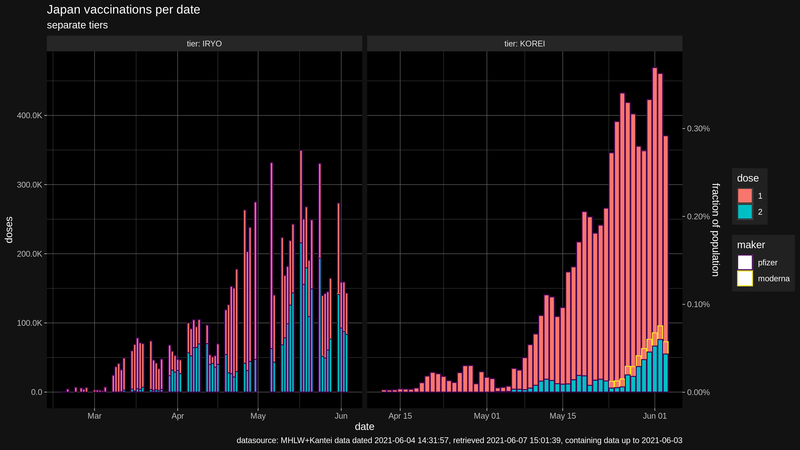 Japan vaccinations per date
separate tiers
tier: IRYO
tier: KOREI
400.0K
300.0K
200.0K
100.0K
0.0
doses
0.30%
0.20%
0.10%
0.00%
fraction of population
Mar
Apr
May
Jun
Apr 15
May 01
May 15
Jun 01
date
dose
1
2
maker
pfizer
moderna
datasource: MHLW+Kantei data dated 2021-06-04 14:31:57, retrieved 2021-06-07 15:01:39, containing data up to 2021-06-03